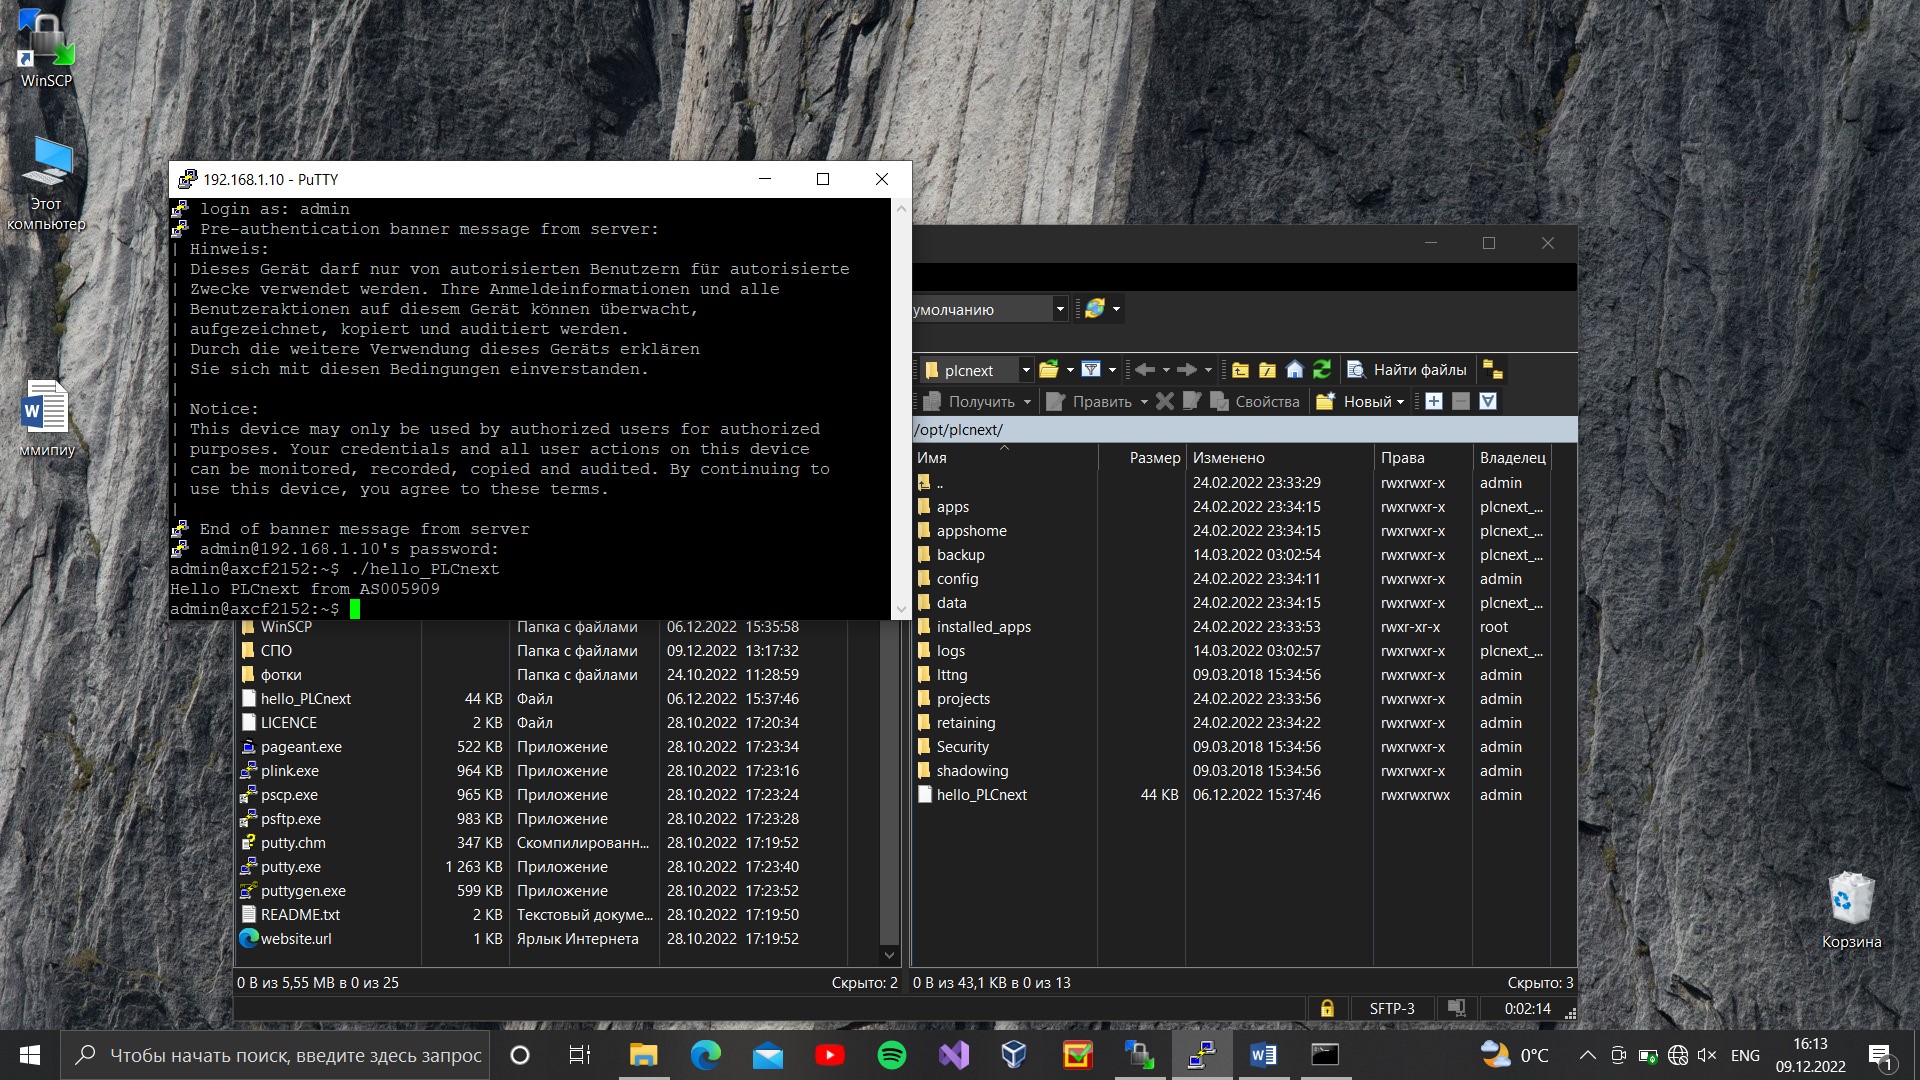 WinSCP
Этот
компьютер
ммипиу
192.168.1.10 - PuTTY
login as: admin
Pre-authentication banner message from server:
| Hinweis:
| Dieses Gerät darf nur von autorisierten Benutzern für autorisierte
| Zwecke verwendet werden. Ihre Anmeldeinformationen und alle
| Benutzeraktionen auf diesem Gerät können überwacht,
| aufgezeichnet, kopiert und auditiert werden.
| Durch die weitere Verwendung dieses Geräts erklären
| Sie sich mit diesen Bedingungen einverstanden.
|
| Notice:
| This device may only be used by authorized users for authorized
| purposes. Your credentials and all user actions on this device
| can be monitored, recorded, copied and audited. By continuing to
| use this device, you agree to these terms.
|
End of banner message from server
admin@192.168.1.10's password:
admin@axcf2152:~$ ./hello_PLCnext
Hello PLCnext from AS005909
admin@axcf2152:~$
WinSCP Папка с файлами 06.12.2022 15:35:58
СПО Папка с файлами 09.12.2022 13:17:32
фотки Папка с файлами 24.10.2022 11:28:59
hello_PLCnext 44 KB Файл 06.12.2022 15:37:46
LICENCE 2 KB Файл 28.10.2022 17:20:34
pageant.exe 522 KB Приложение 28.10.2022 17:23:34
plink.exe 964 KB Приложение 28.10.2022 17:23:16
pscp.exe 965 KB Приложение 28.10.2022 17:23:24
psftp.exe 983 KB Приложение 28.10.2022 17:23:28
putty.chm 347 KB Скомпилированн... 28.10.2022 17:19:52
putty.exe 1 263 KB Приложение 28.10.2022 17:23:40
puttygen.exe 599 KB Приложение 28.10.2022 17:23:52
README.txt 2 KB Текстовый докуме... 28.10.2022 17:19:50
website.url 1 KB Ярлык Интернета 28.10.2022 17:19:52
0 B из 5,55 MB в 0 из 25 Скрыто: 2
умолчанию
plcnext Найти файлы
Получить Править Свойства Новый
/opt/plcnext/
Имя Размер Изменено Права Владелец
.. 24.02.2022 23:33:29 rwxrwxr-x admin
apps 24.02.2022 23:34:15 rwxrwxr-x plcnext_...
appshome 24.02.2022 23:34:15 rwxrwxr-x plcnext_...
backup 14.03.2022 03:02:54 rwxrwxr-x plcnext_...
config 24.02.2022 23:34:11 rwxrwxr-x admin
data 24.02.2022 23:34:15 rwxrwxr-x plcnext_...
installed_apps 24.02.2022 23:33:53 rwxr-xr-x root
logs 14.03.2022 03:02:57 rwxrwxr-x plcnext_...
lttng 09.03.2018 15:34:56 rwxrwxr-x admin
projects 24.02.2022 23:33:56 rwxrwxr-x admin
retaining 24.02.2022 23:34:22 rwxrwxr-x admin
Security 09.03.2018 15:34:56 rwxrwxr-x admin
shadowing 09.03.2018 15:34:56 rwxrwxr-x admin
hello_PLCnext 44 KB 06.12.2022 15:37:46 rwxrwxrwx admin
0 B из 43,1 KB в 0 из 13 Скрыто: 3
SFTP-3 0:02:14
Корзина
Чтобы начать поиск, введите здесь запрос
0°C ENG 16:13
09.12.2022
1